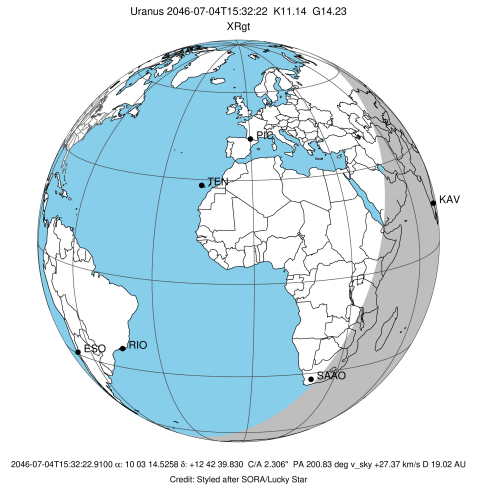 Uranus 2046-07-04T15:32:22 K11.14 G14.23
XRgt
PIC
TEN
KAV
ESO
RIO
SAAO
2046-07-04T15:32:22.9100 α: 10 03 14.5258 δ: +12 42 39.830 C/A 2.306" PA 200.83 deg v_sky +27.37 km/s D 19.02 AU
Credit: Styled after SORA/Lucky Star